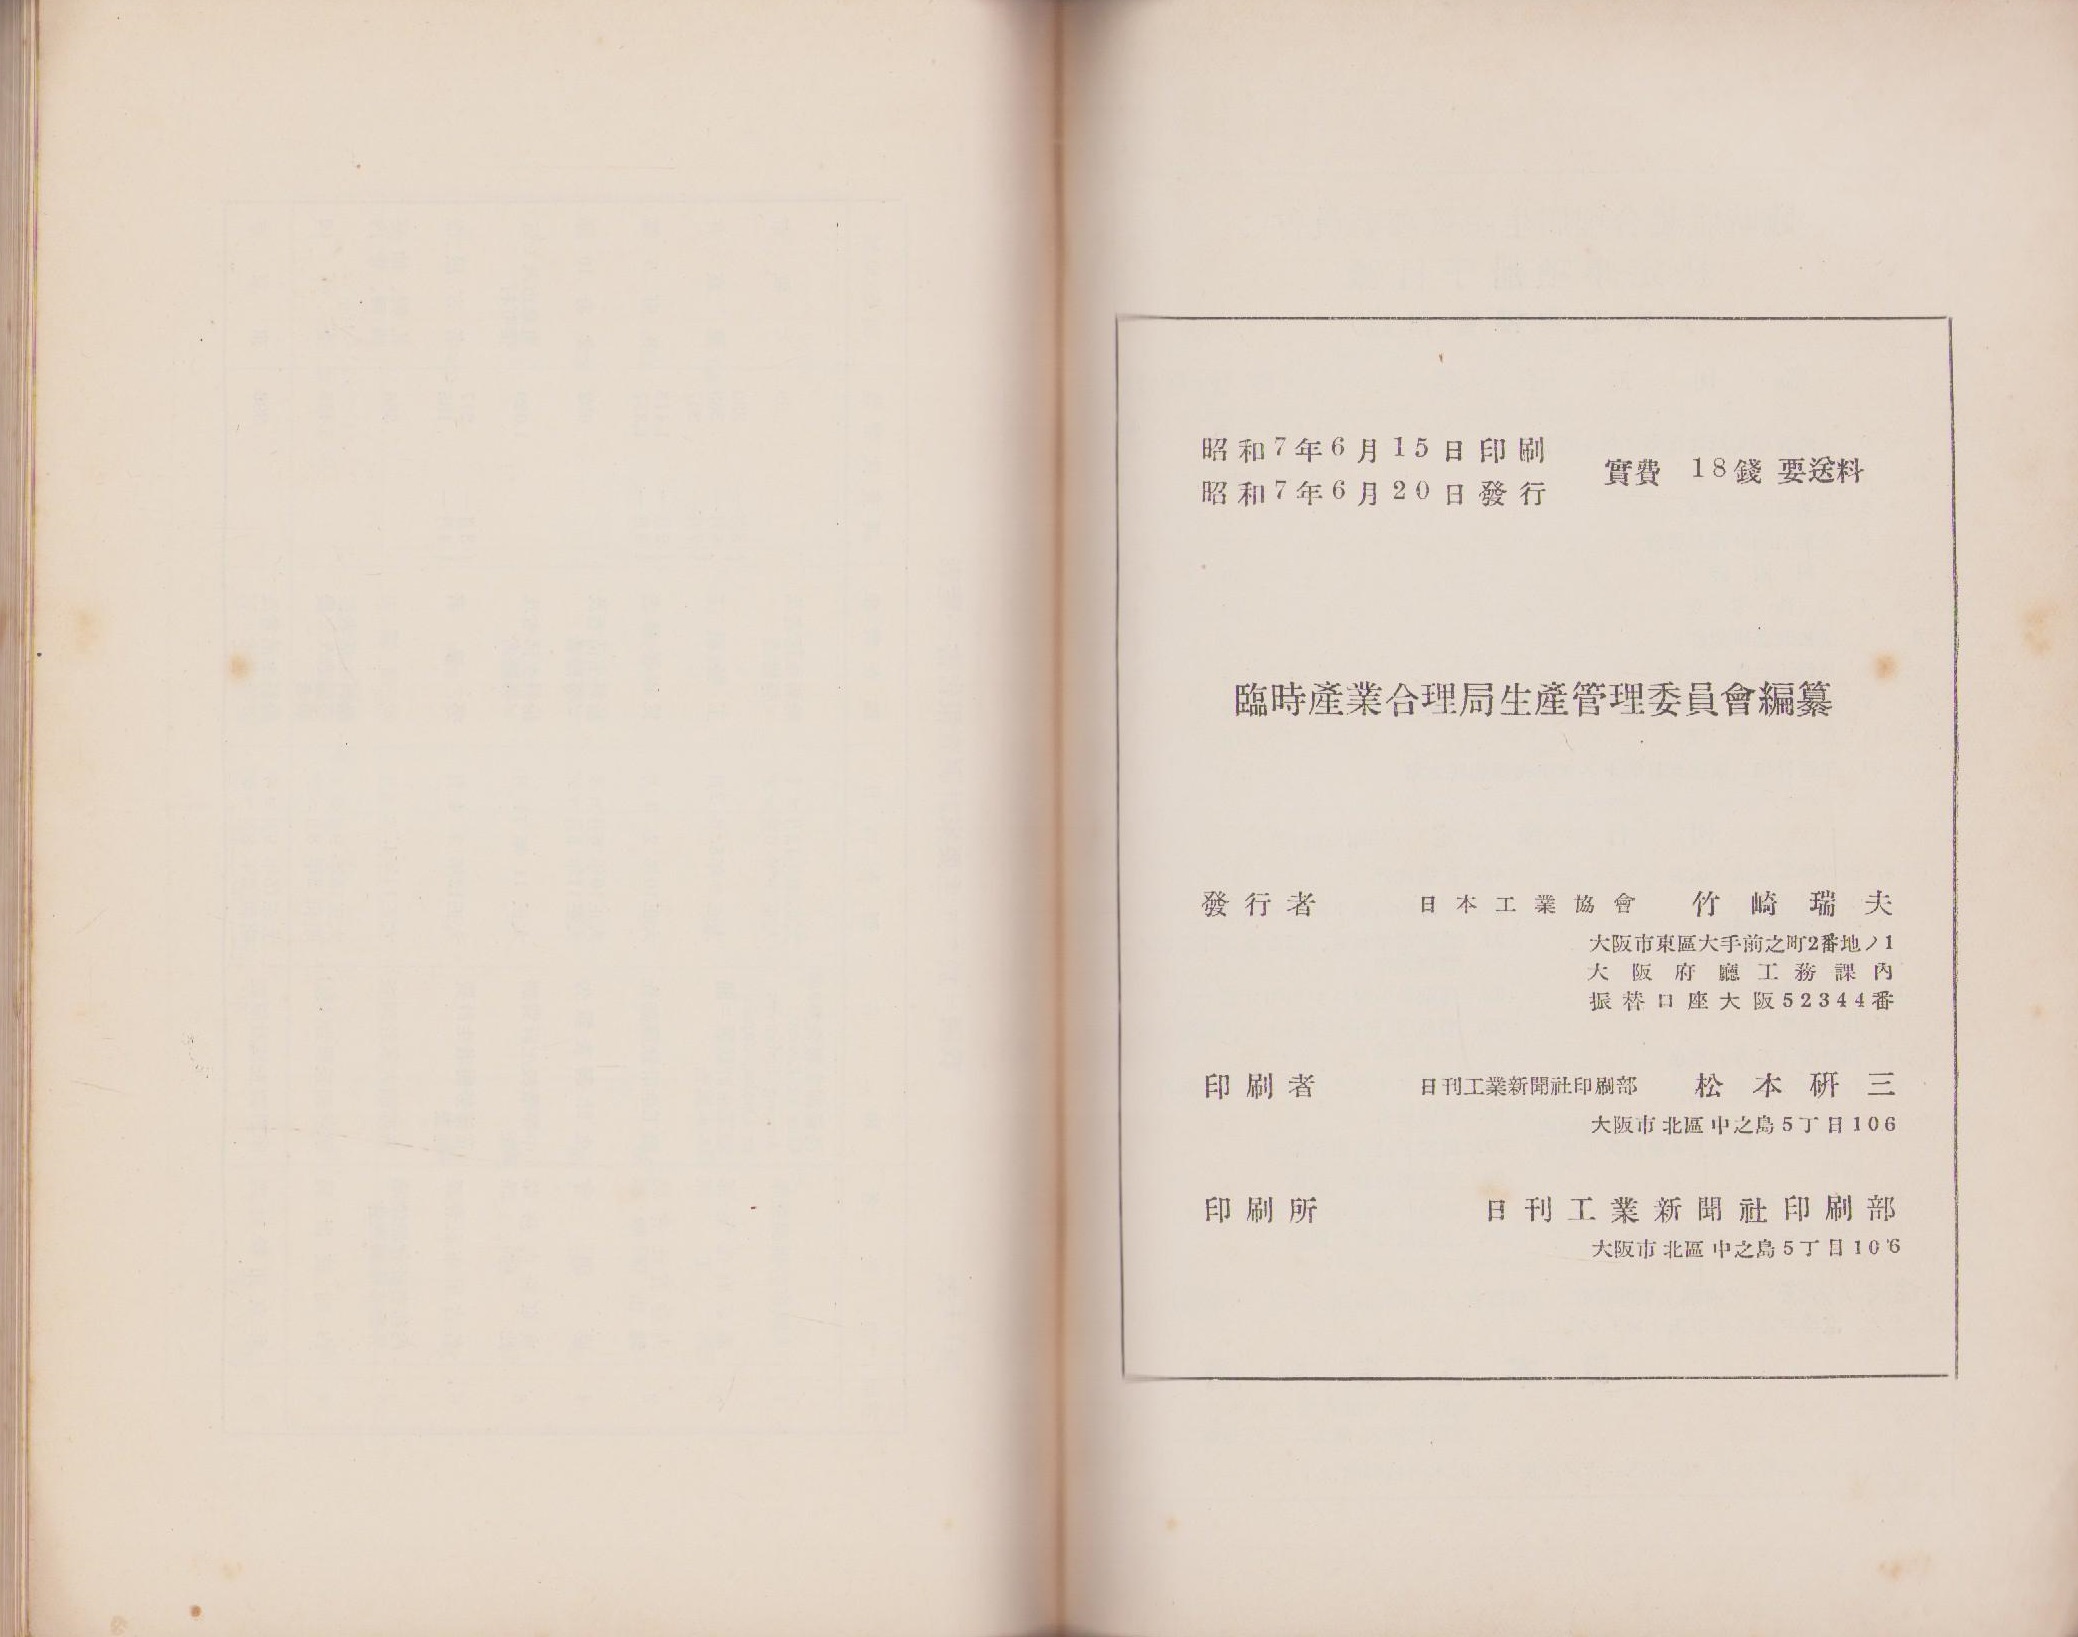 昭和7年6月15日印刷
昭和7年6月20日發行
實費 18錢 要送料
臨時產業合理局生產管理委員會編纂
發行者 日本工業協會 竹崎瑞夫
大阪市東區大手前之町2番地ノ1
大阪府廳工務課內
振替口座大阪52344番
印刷者 日刊工業新聞社印刷部 松本硏三
大阪市北區中之島5丁目106
印刷所 日刊工業新聞社印刷部
大阪市北區中之島5丁目106